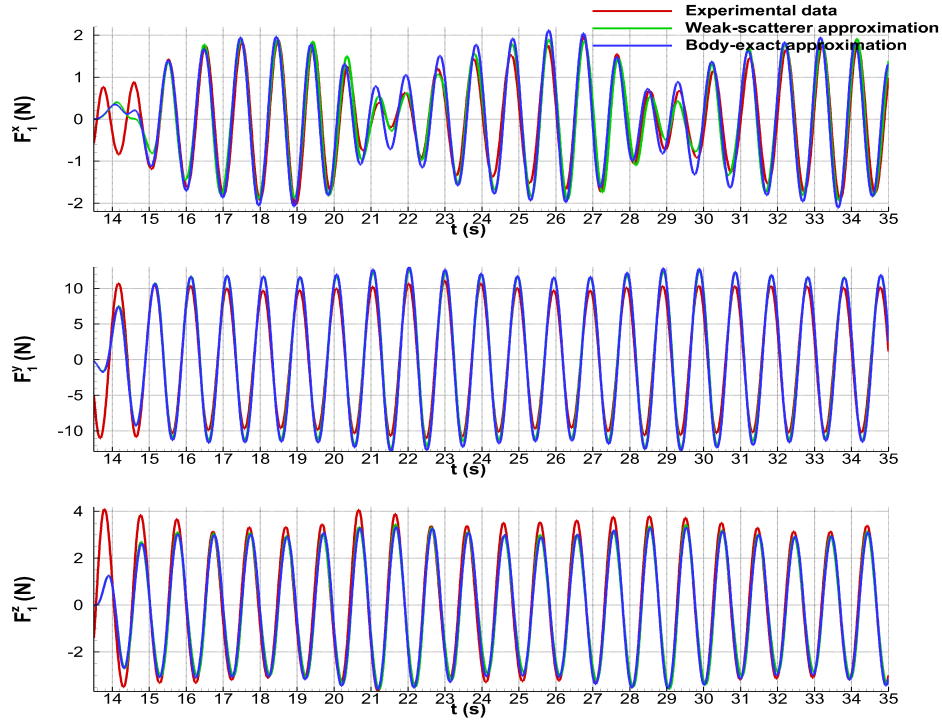 Experimental data
Weak-scatterer approximation
Body-exact approximation
2
1
0
-1
-2
F₁ˣ (N)
14 15 16 17 18 19 20 21 22 23 24 25 26 27 28 29 30 31 32 33 34 35
t (s)
10
5
0
-5
-10
F₁ʸ (N)
14 15 16 17 18 19 20 21 22 23 24 25 26 27 28 29 30 31 32 33 34 35
t (s)
4
2
0
-2
F₁ᶻ (N)
14 15 16 17 18 19 20 21 22 23 24 25 26 27 28 29 30 31 32 33 34 35
t (s)